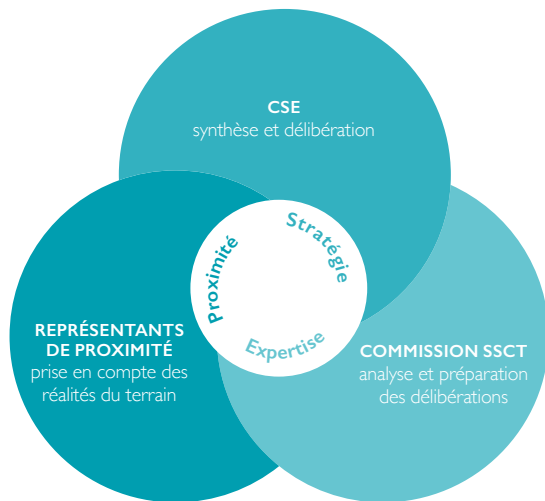 CSE
synthèse et délibération
Proximité
Stratégie
Expertise
REPRÉSENTANTS
DE PROXIMITÉ
prise en compte des
réalités du terrain
COMMISSION SSCT
analyse et préparation
des délibérations